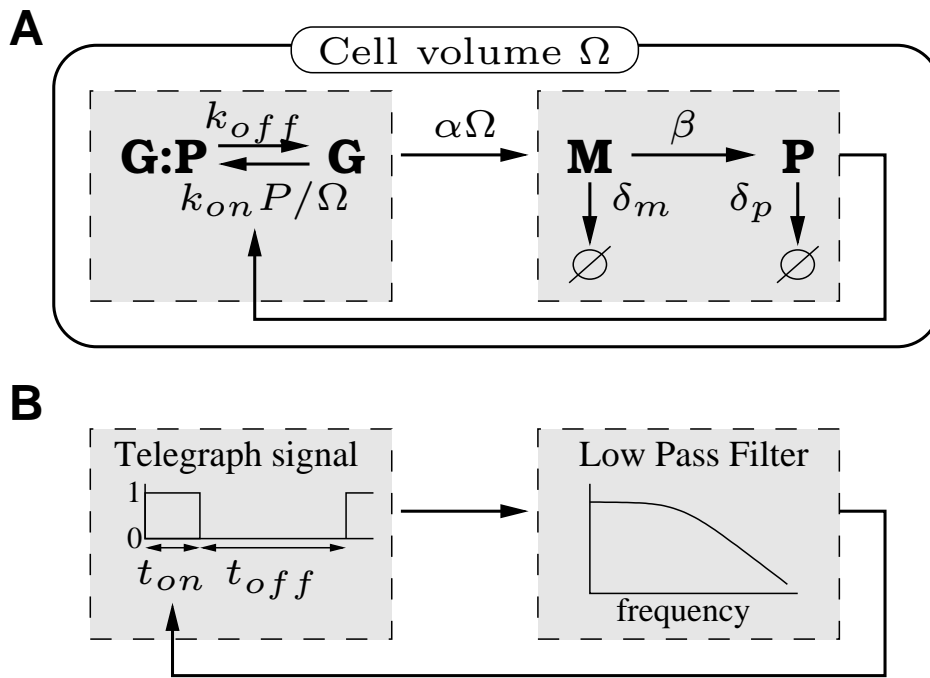 A
Cell volume Ω
k_off
αΩ
β
G:P
G
M
P
k_on P/Ω
δ_m
δ_p
∅
∅
B
Telegraph signal
Low Pass Filter
1
0
t_on
t_off
frequency